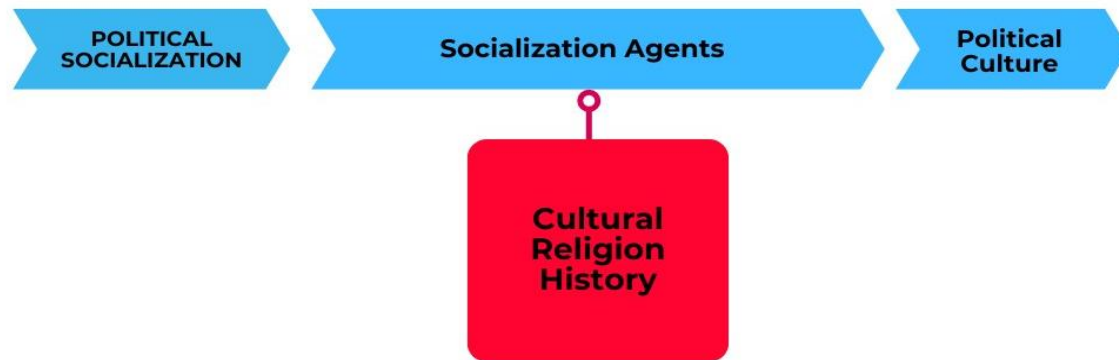 POLITICAL
SOCIALIZATION
Socialization Agents
Political
Culture
Cultural
Religion
History